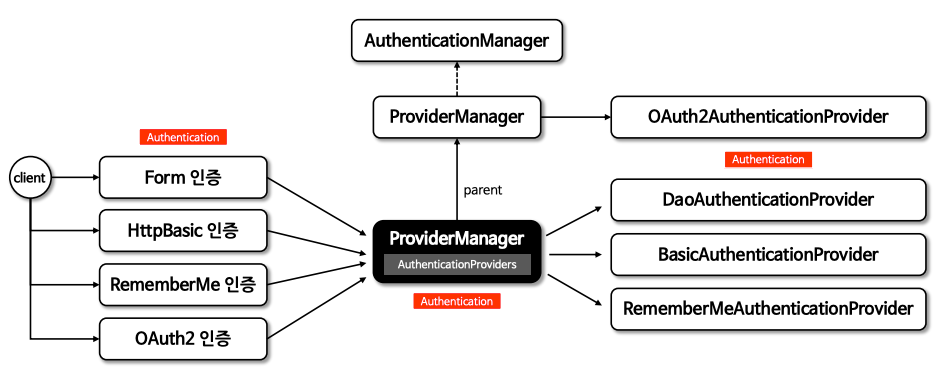 AuthenticationManager
ProviderManager
OAuth2AuthenticationProvider
Authentication
Authentication
client
Form 인증
parent
DaoAuthenticationProvider
HttpBasic 인증
ProviderManager
AuthenticationProviders
BasicAuthenticationProvider
RememberMe 인증
Authentication
RememberMeAuthenticationProvider
OAuth2 인증